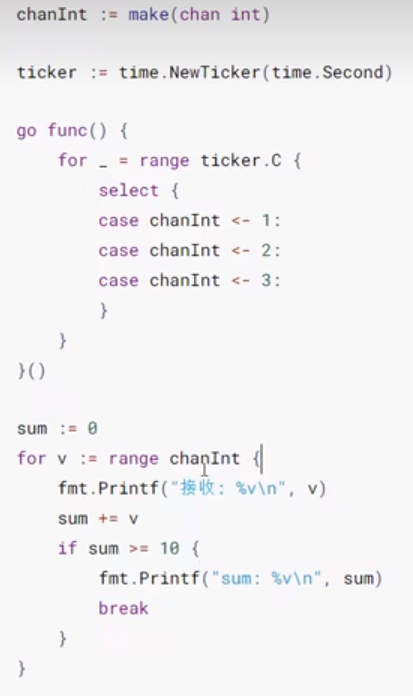 chanInt := make(chan int)
ticker := time.NewTicker(time.Second)
go func() {
for _ = range ticker.C {
select {
case chanInt <- 1:
case chanInt <- 2:
case chanInt <- 3:
}
}
}()
sum := 0
for v := range chanInt {
fmt.Printf("接收: %v\n", v)
sum += v
if sum >= 10 {
fmt.Printf("sum: %v\n", sum)
break
}
}